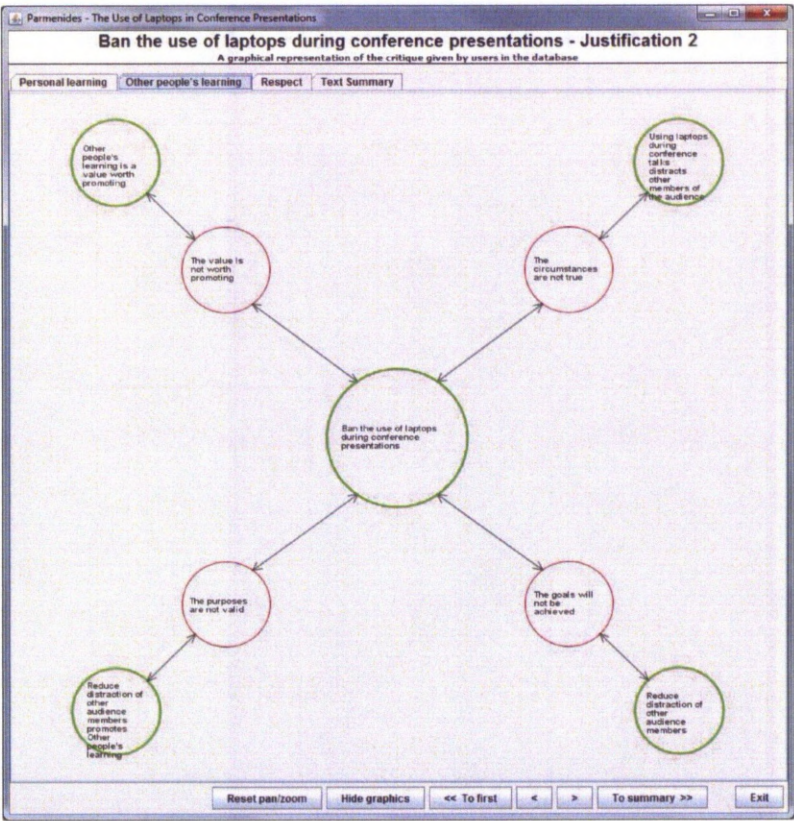 Parmenides - The Use of Laptops in Conference Presentations
Ban the use of laptops during conference presentations - Justification 2
A graphical representation of the critique given by users in the database
Personal learning
Other people's learning
Respect
Text Summary
Other
people's
learning is a
value worth
promoting
Using laptops
during
conference
talks
distracts
other
members of
the audience
The value is
not worth
promoting
The
circumstances
are not true
Ban the use of laptops
during conference
presentations
The purposes
are not valid
The goals will
not be
achieved
Reduce
distraction of
other
audience
members
promotes
Other
people's
learning
Reduce
distraction of
other
audience
members
Reset pan/zoom
Hide graphics
<< To first
<
>
To summary >>
Exit